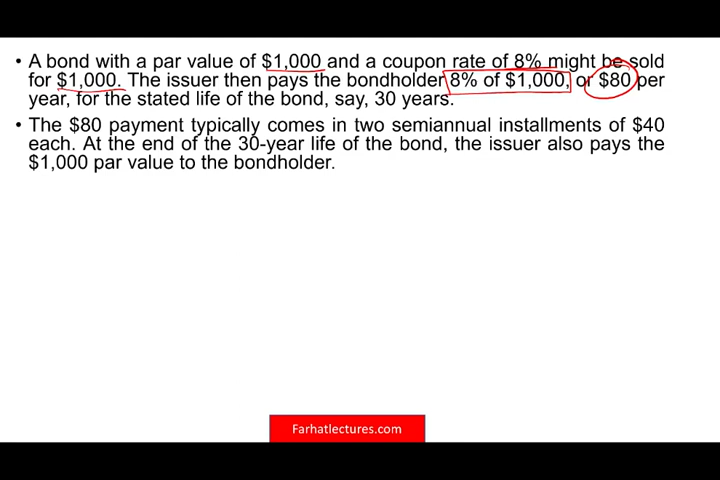 • A bond with a par value of $1,000 and a coupon rate of 8% might be sold
for $1,000. The issuer then pays the bondholder 8% of $1,000, or $80 per
year, for the stated life of the bond, say, 30 years.
• The $80 payment typically comes in two semiannual installments of $40
each. At the end of the 30-year life of the bond, the issuer also pays the
$1,000 par value to the bondholder.
Farhatlectures.com